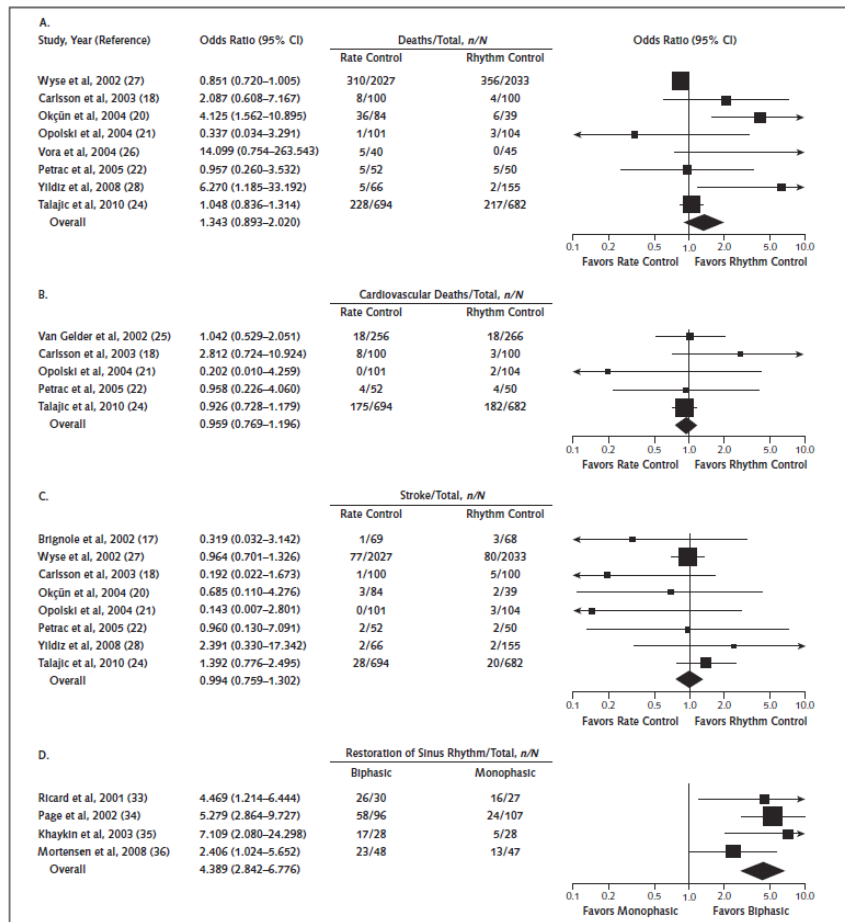 A.
Study, Year (Reference) Odds Ratio (95% CI) Deaths/Total, n/N Odds Ratio (95% CI)
Rate Control Rhythm Control
Wyse et al, 2002 (27) 0.851 (0.720–1.005) 310/2027 356/2033
Carlsson et al, 2003 (18) 2.087 (0.608–7.167) 8/100 4/100
Okçün et al, 2004 (20) 4.125 (1.562–10.895) 36/84 6/39
Opolski et al, 2004 (21) 0.337 (0.034–3.291) 1/101 3/104
Vora et al, 2004 (26) 14.099 (0.754–263.543) 5/40 0/45
Petrac et al, 2005 (22) 0.957 (0.260–3.532) 5/52 5/50
Yildiz et al, 2008 (28) 6.270 (1.185–33.192) 5/66 2/155
Talajic et al, 2010 (24) 1.048 (0.836–1.314) 228/694 217/682
Overall 1.343 (0.893–2.020)
0.1 0.2 0.5 1.0 2.0 5.0 10.0
Favors Rate Control Favors Rhythm Control
B. Cardiovascular Deaths/Total, n/N
Rate Control Rhythm Control
Van Gelder et al, 2002 (25) 1.042 (0.529–2.051) 18/256 18/266
Carlsson et al, 2003 (18) 2.812 (0.724–10.924) 8/100 3/100
Opolski et al, 2004 (21) 0.202 (0.010–4.259) 0/101 2/104
Petrac et al, 2005 (22) 0.958 (0.226–4.060) 4/52 4/50
Talajic et al, 2010 (24) 0.926 (0.728–1.179) 175/694 182/682
Overall 0.959 (0.769–1.196)
0.1 0.2 0.5 1.0 2.0 5.0 10.0
Favors Rate Control Favors Rhythm Control
C. Stroke/Total, n/N
Rate Control Rhythm Control
Brignole et al, 2002 (17) 0.319 (0.032–3.142) 1/69 3/68
Wyse et al, 2002 (27) 0.964 (0.701–1.326) 77/2027 80/2033
Carlsson et al, 2003 (18) 0.192 (0.022–1.673) 1/100 5/100
Okçün et al, 2004 (20) 0.685 (0.110–4.276) 3/84 2/39
Opolski et al, 2004 (21) 0.143 (0.007–2.801) 0/101 3/104
Petrac et al, 2005 (22) 0.960 (0.130–7.091) 2/52 2/50
Yildiz et al, 2008 (28) 2.391 (0.330–17.342) 2/66 2/155
Talajic et al, 2010 (24) 1.392 (0.776–2.495) 28/694 20/682
Overall 0.994 (0.759–1.302)
0.1 0.2 0.5 1.0 2.0 5.0 10.0
Favors Rate Control Favors Rhythm Control
D. Restoration of Sinus Rhythm/Total, n/N
Biphasic Monophasic
Ricard et al, 2001 (33) 4.469 (1.214–6.444) 26/30 16/27
Page et al, 2002 (34) 5.279 (2.864–9.727) 58/96 24/107
Khaykin et al, 2003 (35) 7.109 (2.080–24.298) 17/28 5/28
Mortensen et al, 2008 (36) 2.406 (1.024–5.652) 23/48 13/47
Overall 4.389 (2.842–6.776)
0.1 0.2 0.5 1.0 2.0 5.0 10.0
Favors Monophasic Favors Biphasic